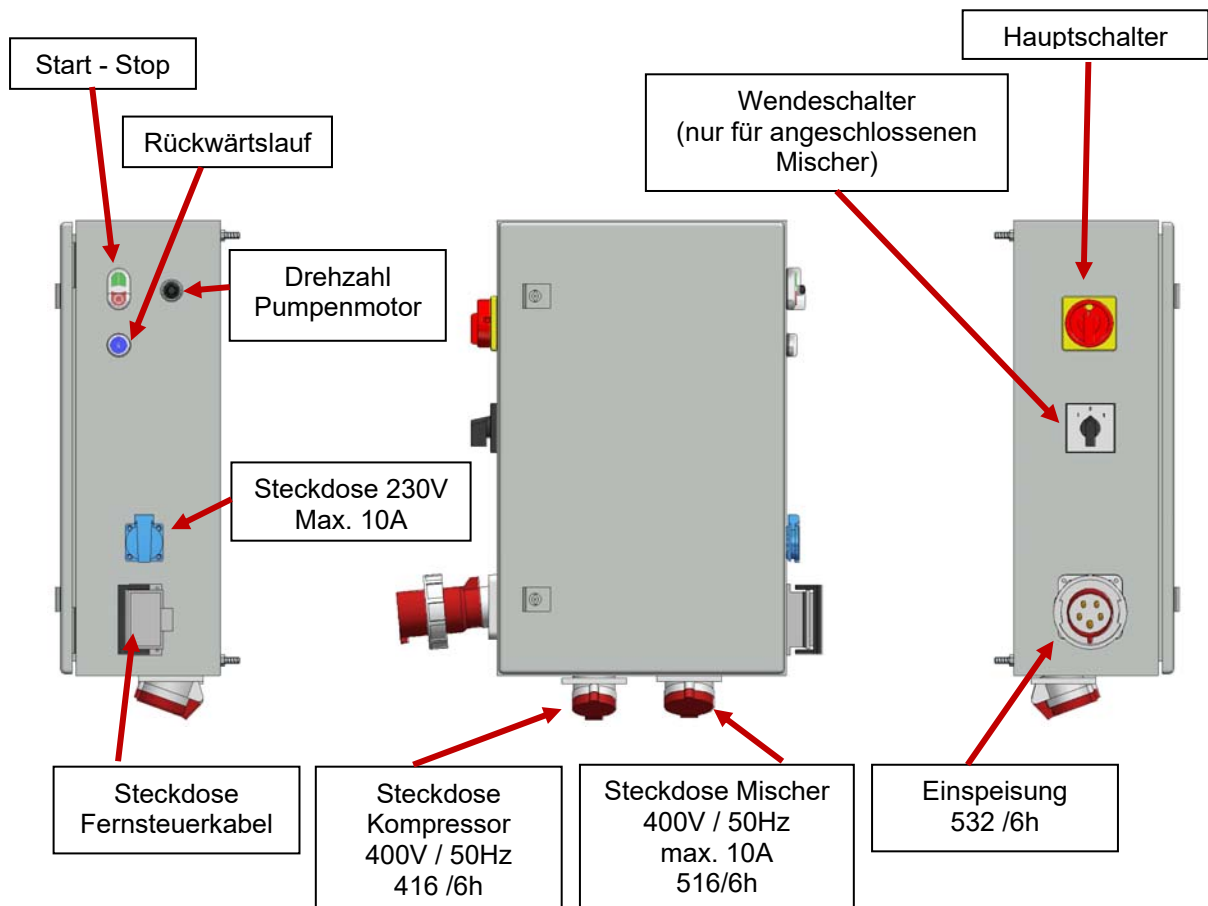 Hauptschalter
Start - Stop
Wendeschalter
(nur für angeschlossenen
Mischer)
Rückwärtslauf
Drehzahl
Pumpenmotor
Steckdose 230V
Max. 10A
Steckdose
Fernsteuerkabel
Steckdose
Kompressor
400V / 50Hz
416 /6h
Steckdose Mischer
400V / 50Hz
max. 10A
516/6h
Einspeisung
532 /6h